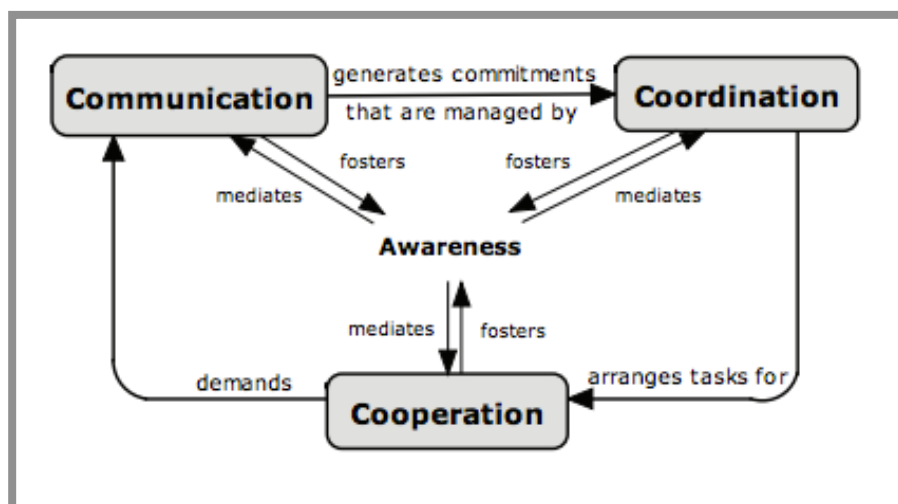 generates commitments
Communication
Coordination
that are managed by
fosters
fosters
mediates
mediates
Awareness
mediates
fosters
demands
arranges tasks for
Cooperation